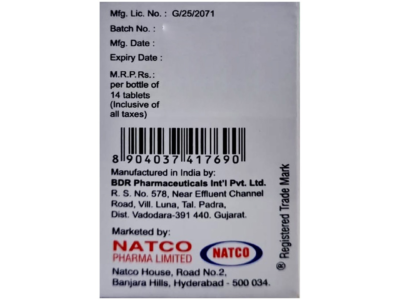 Mfg. Lic. No. : G/25/2071
Batch No. :
Mfg. Date :
Expiry Date :
M.R.P.Rs.:
per bottle of
14 tablets
(Inclusive of
all taxes)
8 904037 417690
Manufactured in India by:
BDR Pharmaceuticals Int'l Pvt. Ltd.
R. S. No. 578, Near Effluent Channel
Road, Vill. Luna, Tal. Padra,
Dist. Vadodara-391 440. Gujarat.
Marketed by:
NATCO
PHARMA LIMITED
NATCO
Natco House, Road No.2,
Banjara Hills, Hyderabad - 500 034.
® Registered Trade Mark